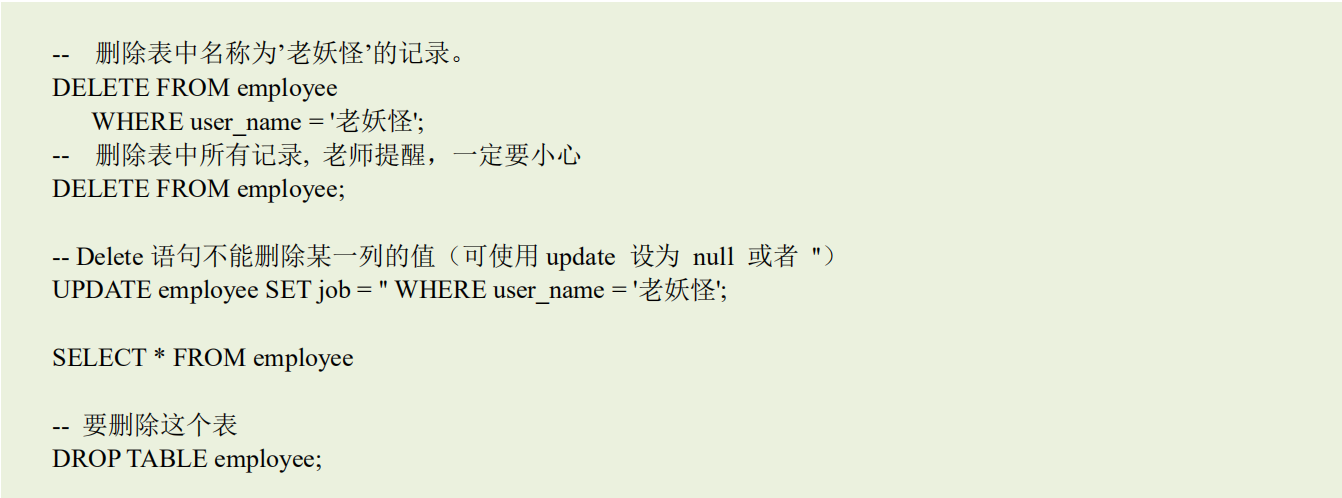 --    删除表中名称为’老妖怪’的记录。
DELETE FROM employee
WHERE user_name = '老妖怪';
--    删除表中所有记录, 老师提醒，一定要小心
DELETE FROM employee;
-- Delete 语句不能删除某一列的值（可使用 update  设为  null  或者  ''）
UPDATE employee SET job = '' WHERE user_name = '老妖怪';
SELECT * FROM employee
--  要删除这个表
DROP TABLE employee;